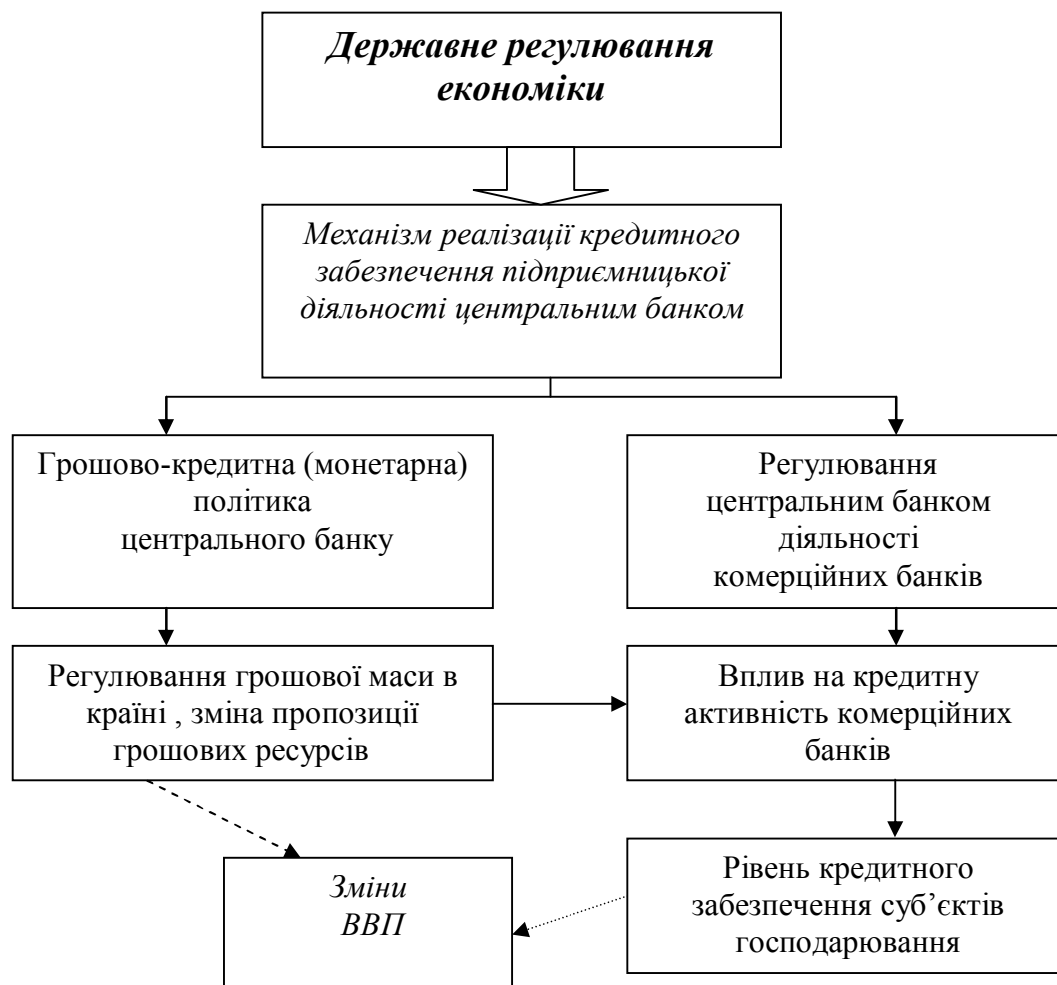 Державне регулювання
економіки
Механізм реалізації кредитного
забезпечення підприємницької
діяльності центральним банком
Грошово-кредитна (монетарна)
політика
центрального банку
Регулювання
центральним банком
діяльності
комерційних банків
Регулювання грошової маси в
країні , зміна пропозиції
грошових ресурсів
Вплив на кредитну
активність комерційних
банків
Зміни
ВВП
Рівень кредитного
забезпечення суб’єктів
господарювання